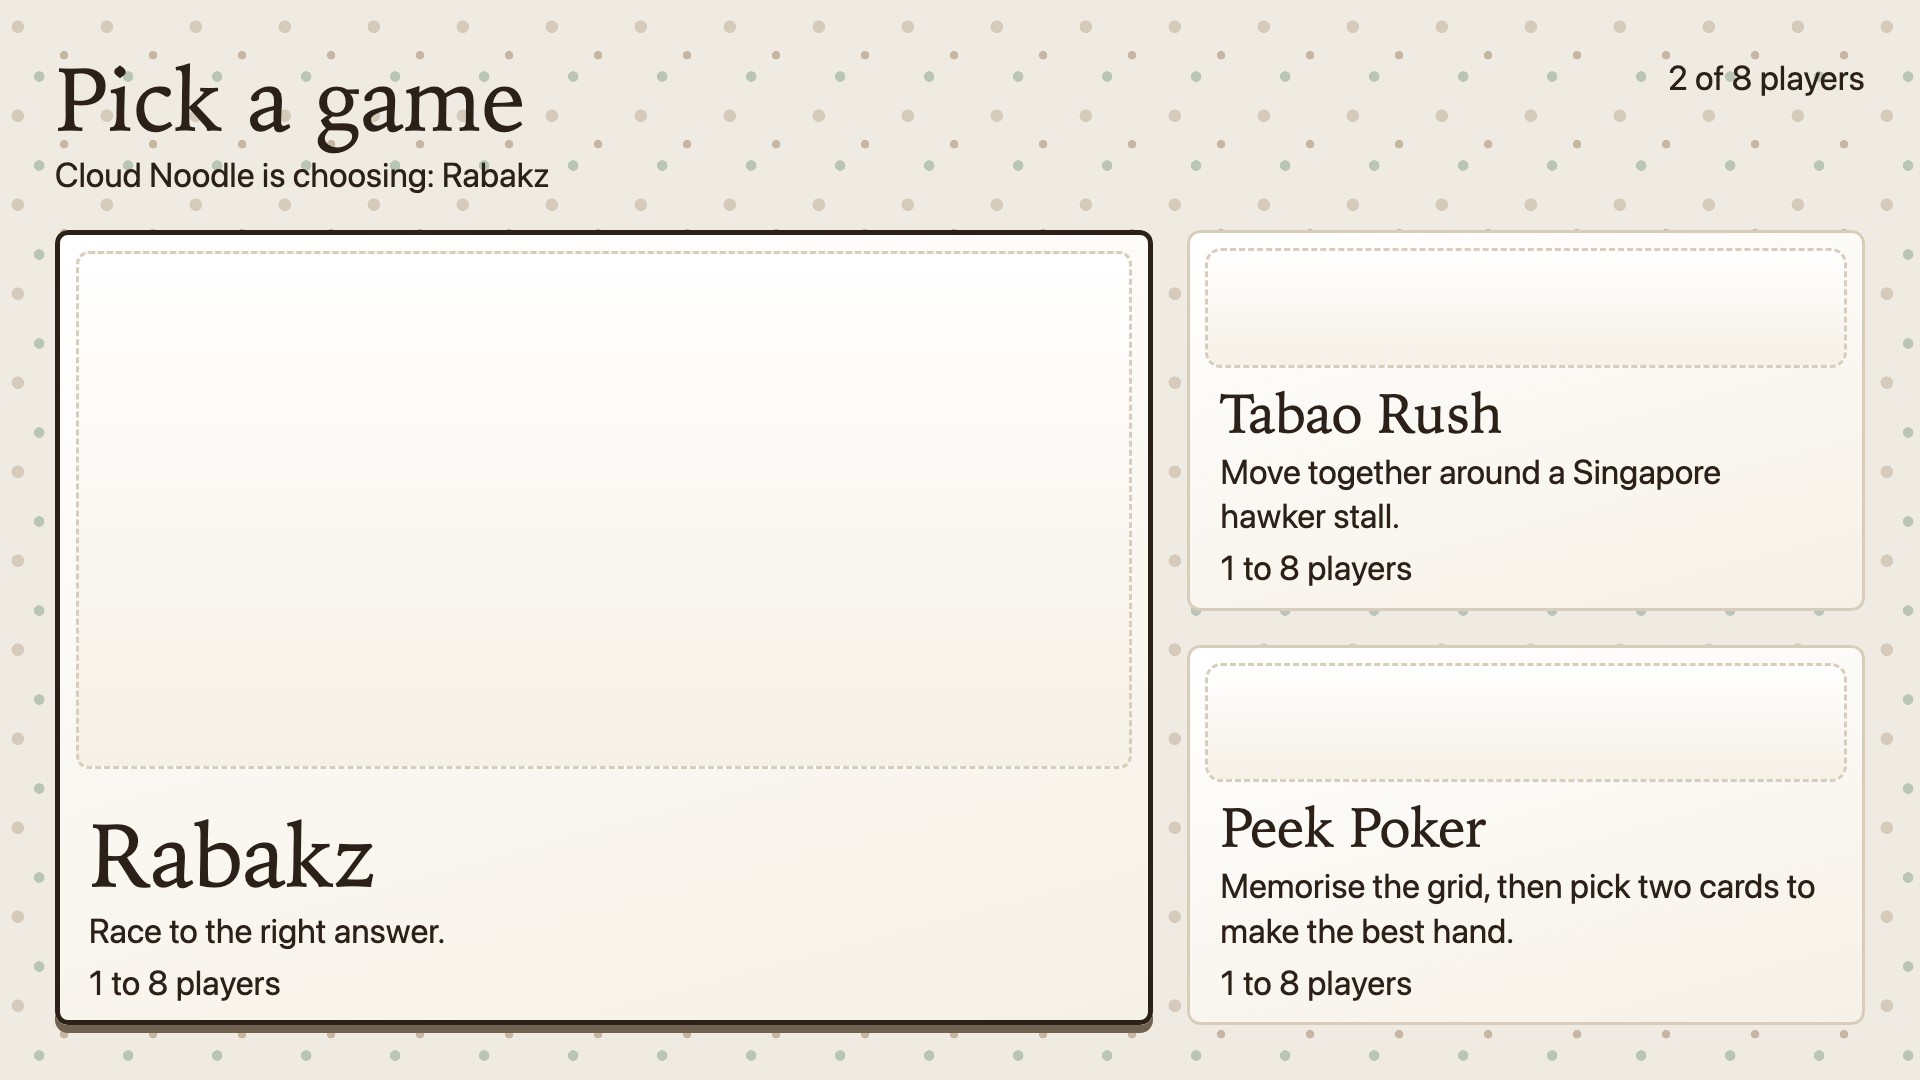 Pick a game
2 of 8 players
Cloud Noodle is choosing: Rabakz
Rabakz
Race to the right answer.
1 to 8 players
Tabao Rush
Move together around a Singapore
hawker stall.
1 to 8 players
Peek Poker
Memorise the grid, then pick two cards to
make the best hand.
1 to 8 players